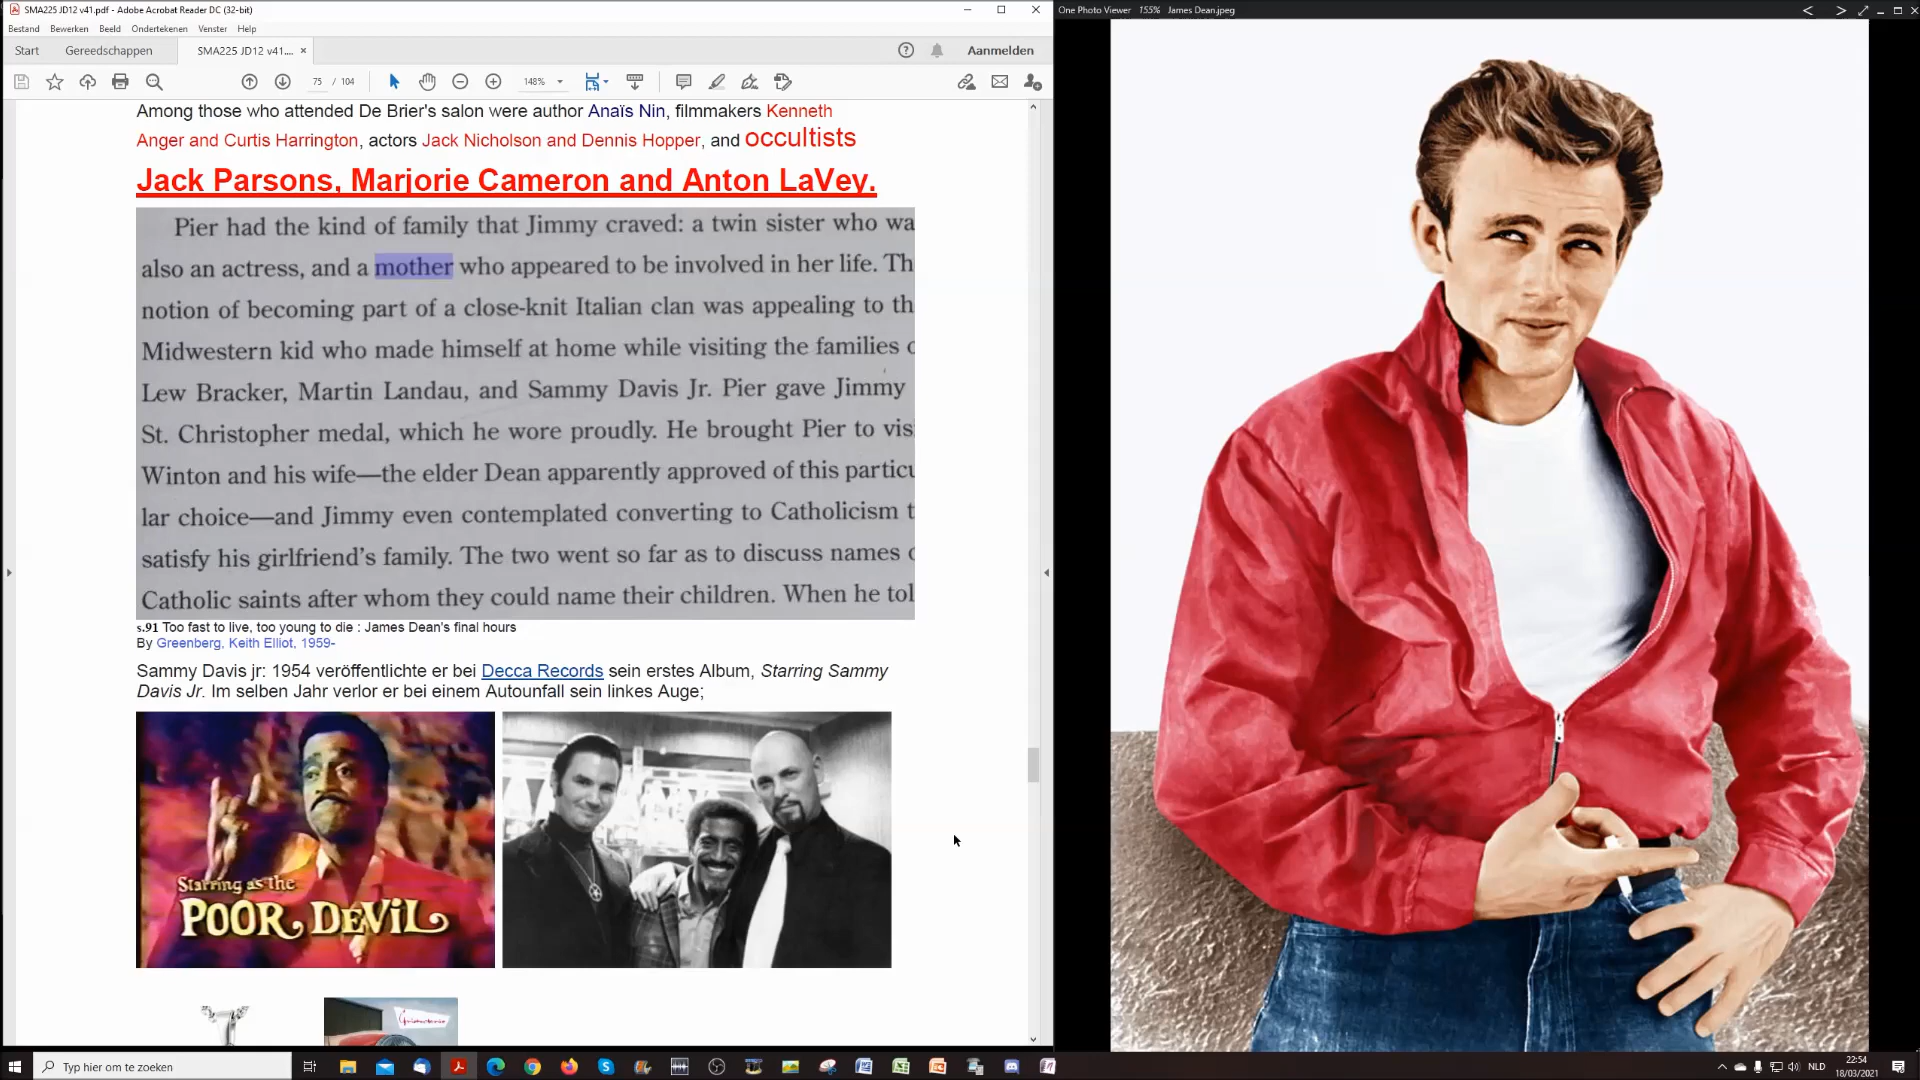 SMA225 JD12 v41.pdf - Adobe Acrobat Reader DC (32-bit)
Bestand Bewerken Beeld Ondertekenen Venster Help
Start Gereedschappen SMA225 JD12 v41.... × Aanmelden
75 / 104 148%
Among those who attended De Brier's salon were author Anaïs Nin, filmmakers Kenneth
Anger and Curtis Harrington, actors Jack Nicholson and Dennis Hopper, and occultists
Jack Parsons, Marjorie Cameron and Anton LaVey.
Pier had the kind of family that Jimmy craved: a twin sister who wa
also an actress, and a mother who appeared to be involved in her life. Th
notion of becoming part of a close-knit Italian clan was appealing to th
Midwestern kid who made himself at home while visiting the families
Lew Bracker, Martin Landau, and Sammy Davis Jr. Pier gave Jimmy
St. Christopher medal, which he wore proudly. He brought Pier to vis
Winton and his wife—the elder Dean apparently approved of this particu
lar choice—and Jimmy even contemplated converting to Catholicism t
satisfy his girlfriend's family. The two went so far as to discuss names
Catholic saints after whom they could name their children. When he tol
s.91 Too fast to live, too young to die : James Dean's final hours
By Greenberg, Keith Elliot, 1959-
Sammy Davis jr: 1954 veröffentlichte er bei Decca Records sein erstes Album, Starring Sammy
Davis Jr. Im selben Jahr verlor er bei einem Autounfall sein linkes Auge;
Starring as the
POOR DEVIL
One Photo Viewer 155% James Dean.jpeg
Typ hier om te zoeken
NLD
22:54
18/03/2021